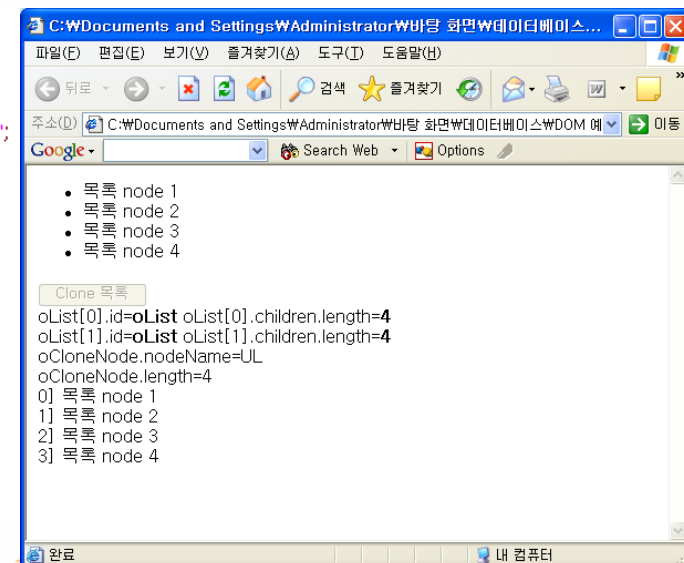 C:₩Documents and Settings₩Administrator₩바탕 화면₩데이터베이스...
파일(F) 편집(E) 보기(V) 즐겨찾기(A) 도구(T) 도움말(H)
뒤로 검색 즐겨찾기 »
";
주소(D) C:₩Documents and Settings₩Administrator₩바탕 화면₩데이터베이스₩DOM 예 이동
Google Search Web Options
• 목록 node 1
• 목록 node 2
• 목록 node 3
• 목록 node 4
Clone 목록
oList[0].id=oList oList[0].children.length=4
oList[1].id=oList oList[1].children.length=4
oCloneNode.nodeName=UL
oCloneNode.length=4
0] 목록 node 1
1] 목록 node 2
2] 목록 node 3
3] 목록 node 4
완료 내 컴퓨터